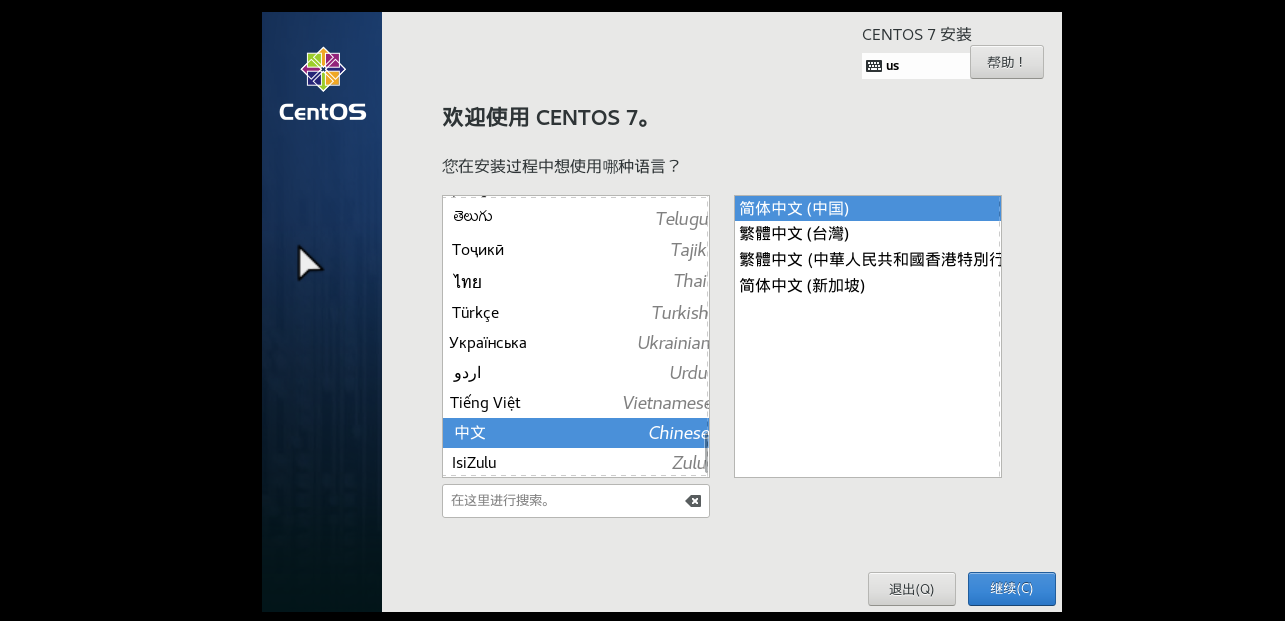 CentOS
CENTOS 7 安装
us
帮助！
欢迎使用 CENTOS 7。
您在安装过程中想使用哪种语言？
తెలుగు Telugu
Тоҷикӣ Tajik
ไทย Thai
Türkçe Turkish
Українська Ukrainian
اردو Urdu
Tiếng Việt Vietnamese
中文 Chinese
IsiZulu Zulu
在这里进行搜索。
简体中文 (中国)
繁體中文 (台灣)
繁體中文 (中華人民共和國香港特別行
简体中文 (新加坡)
退出(Q)
继续(C)